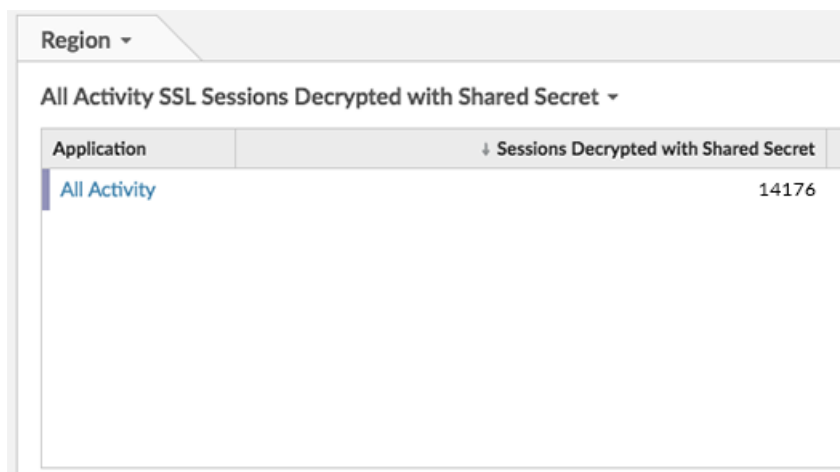 Region
All Activity SSL Sessions Decrypted with Shared Secret
Application ↓ Sessions Decrypted with Shared Secret
All Activity 14176